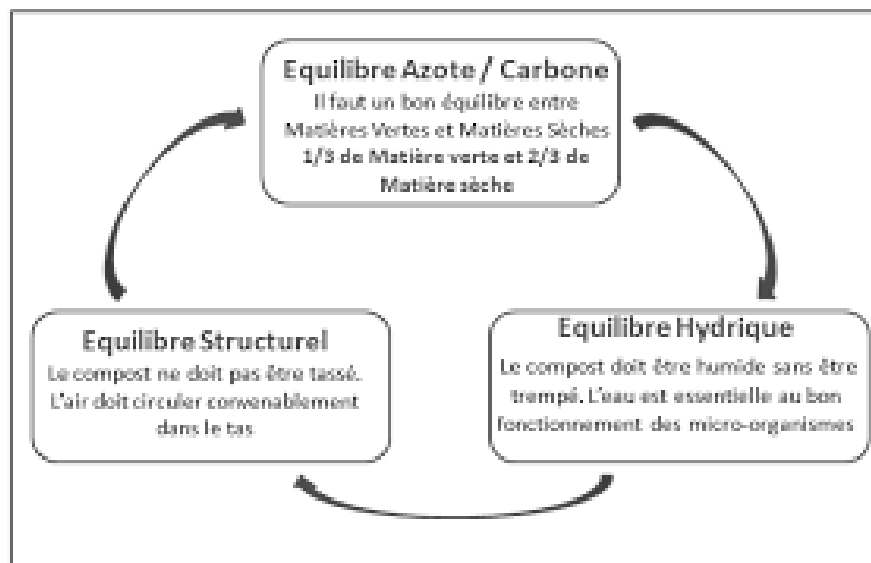 Equilibre Azote / Carbone
Il faut un bon équilibre entre
Matières Vertes et Matières Sèches
1/3 de Matière verte et 2/3 de
Matière sèche
Equilibre Structurel
Le compost ne doit pas être tassé.
L'air doit circuler convenablement
dans le tas
Equilibre Hydrique
Le compost doit être humide sans être
trempé. L'eau est essentielle au bon
fonctionnement des micro-organismes